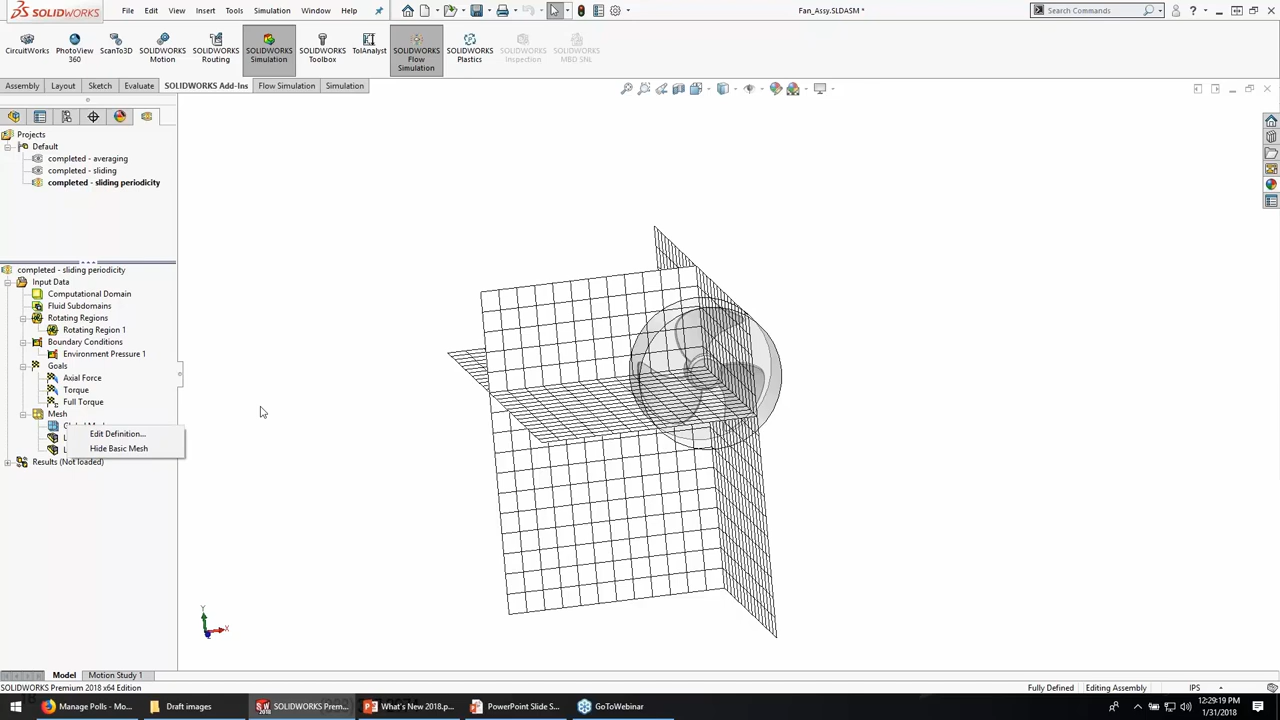 SOLIDWORKS
File
Edit
View
Insert
Tools
Simulation
Window
Help
Fan_Assy.SLDASM *
Search Commands
CircuitWorks
PhotoView 360
ScanTo3D
SOLIDWORKS Motion
SOLIDWORKS Routing
SOLIDWORKS Simulation
SOLIDWORKS Toolbox
TolAnalyst
SOLIDWORKS Flow Simulation
SOLIDWORKS Plastics
SOLIDWORKS Inspection
SOLIDWORKS MBD SNL
Assembly
Layout
Sketch
Evaluate
SOLIDWORKS Add-Ins
Flow Simulation
Simulation
Projects
Default
completed - averaging
completed - sliding
completed - sliding periodicity
completed - sliding periodicity
Input Data
Computational Domain
Fluid Subdomains
Rotating Regions
Rotating Region 1
Boundary Conditions
Environment Pressure 1
Goals
Axial Force
Torque
Full Torque
Mesh
Edit Definition...
Hide Basic Mesh
Results (Not loaded)
Y
X
Model
Motion Study 1
SOLIDWORKS Premium 2018 x64 Edition
Fully Defined
Editing Assembly
IPS
Manage Polls - Mo...
Draft images
SOLIDWORKS Prem...
What's New 2018.p...
PowerPoint Slide S...
GoToWebinar
12:29:19 PM
1/31/2018